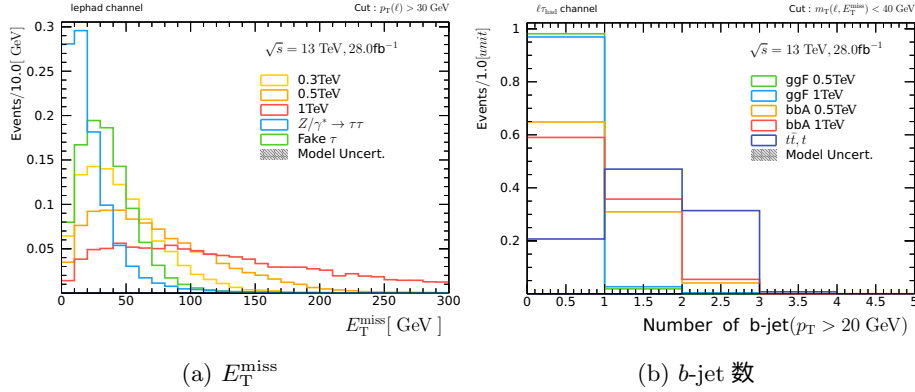 lephad channel
Cut : p_T(ℓ) > 30 GeV
Events/10.0[ GeV]
√s = 13 TeV, 28.0fb⁻¹
0.3TeV
0.5TeV
1TeV
Z/γ* → ττ
Fake τ
Model Uncert.
0.3
0.25
0.2
0.15
0.1
0.05
0 50 100 150 200 250 300
E_T^miss[ GeV]
(a) E_T^miss
ℓτ_had channel
Cut : m_T(ℓ, E_T^miss) < 40 GeV
Events/1.0[unit]
√s = 13 TeV, 28.0fb⁻¹
ggF 0.5TeV
ggF 1TeV
bbA 0.5TeV
bbA 1TeV
tt̄, t
Model Uncert.
1
0.8
0.6
0.4
0.2
0 0.5 1 1.5 2 2.5 3 3.5 4 4.5 5
Number of b-jet(p_T > 20 GeV)
(b) b-jet 数